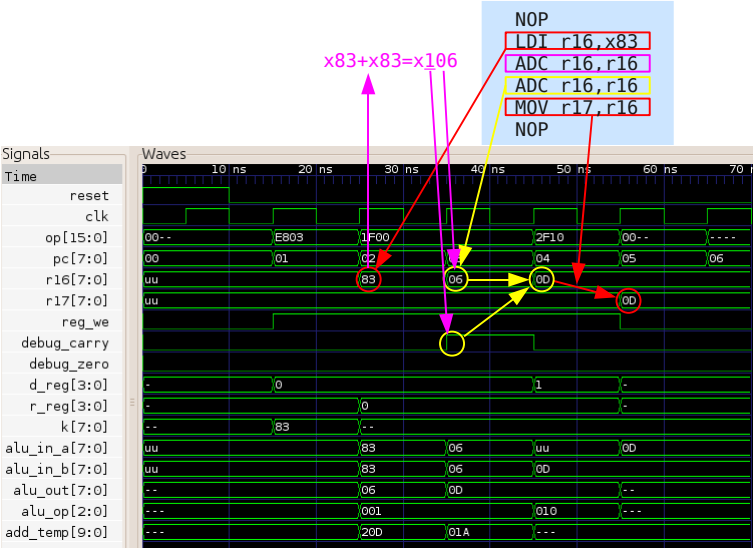 NOP
LDI r16,x83
ADC r16,r16
x83+x83=x106
ADC r16,r16
MOV r17,r16
NOP
Signals Waves
Time 0 10 ns 20 ns 30 ns 40 ns 50 ns 60 ns 70 n
reset
clk
op[15:0] 00-- E803 1F00 2F10 00-- ----
pc[7:0] 00 01 02 04 05 06
r16[7:0] uu 83 06 0D
r17[7:0] uu 0D
reg_we
debug_carry
debug_zero
d_reg[3:0] - 0 1 -
r_reg[3:0] - 0 -
k[7:0] -- 83 --
alu_in_a[7:0] uu 83 06 uu 0D
alu_in_b[7:0] uu 83 06 0D
alu_out[7:0] -- 06 0D --
alu_op[2:0] --- 001 010 ---
add_temp[9:0] --- 20D 01A ---